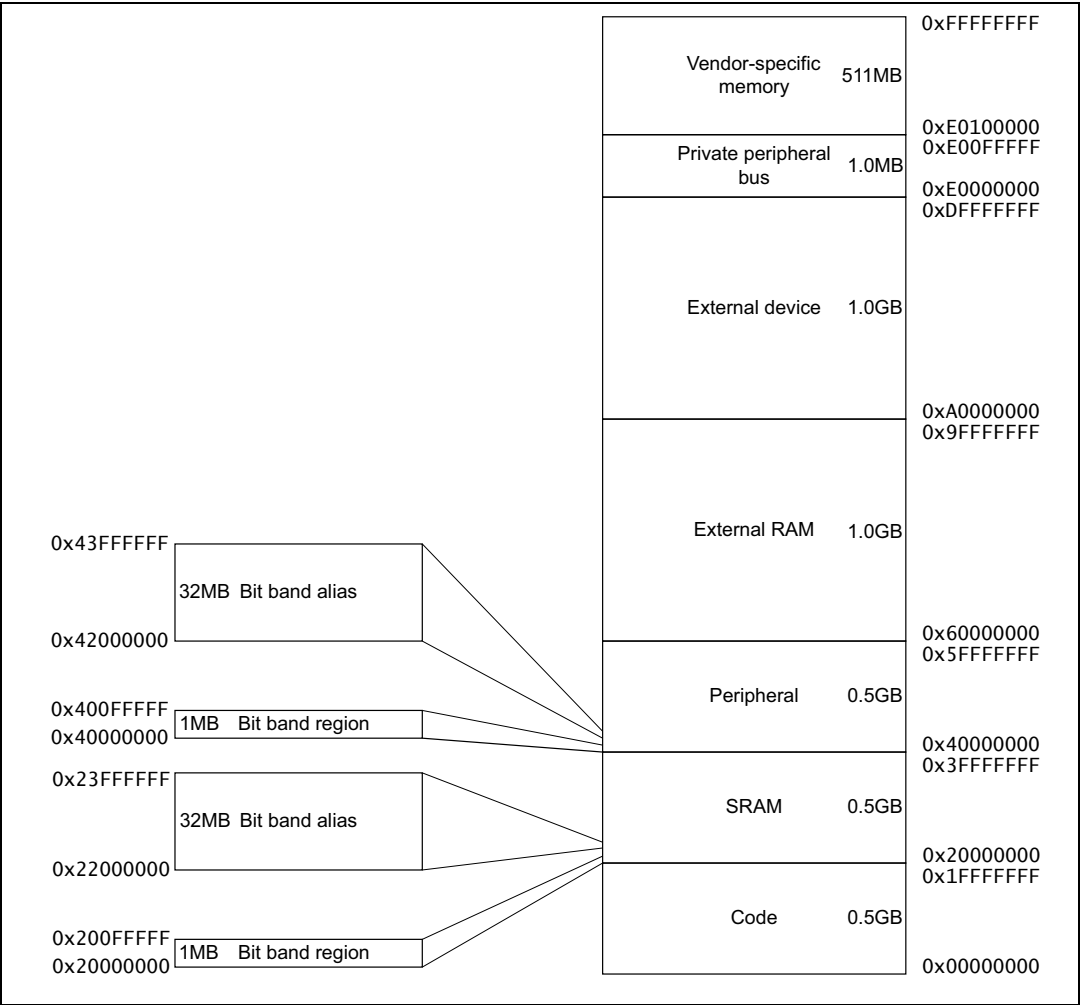 0xFFFFFFFF
Vendor-specific
memory
511MB
0xE0100000
0xE00FFFFF
Private peripheral
bus
1.0MB
0xE0000000
0xDFFFFFFF
External device 1.0GB
0xA0000000
0x9FFFFFFF
External RAM 1.0GB
0x43FFFFFF
32MB Bit band alias
0x42000000
0x60000000
0x5FFFFFFF
Peripheral 0.5GB
0x400FFFFF
1MB Bit band region
0x40000000
0x40000000
0x3FFFFFFF
0x23FFFFFF
32MB Bit band alias
SRAM 0.5GB
0x22000000
0x20000000
0x1FFFFFFF
Code 0.5GB
0x200FFFFF
1MB Bit band region
0x20000000
0x00000000